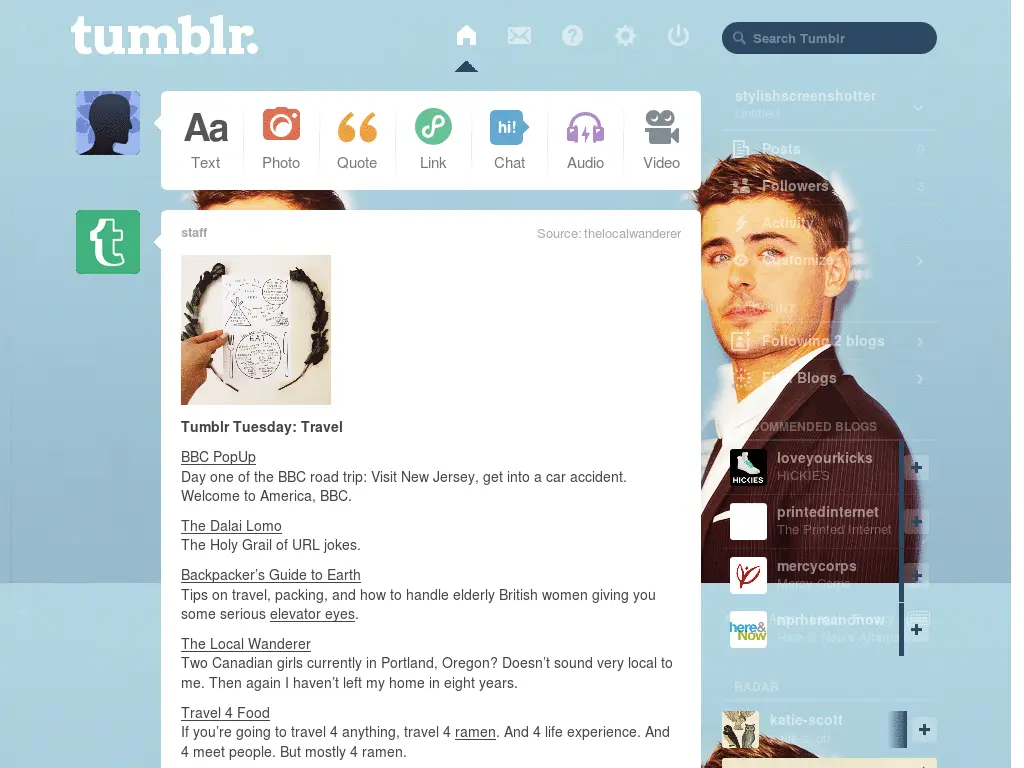 tumblr.
Search Tumblr
stylishscreenshotter
Untitled
Aa
hi!
Text
Photo
Quote
Link
Chat
Audio
Video
Posts
0
Followers
3
Activity
Customize
Following 2 blogs
Blogs
staff
Source: thelocalwanderer
EAT
Tumblr Tuesday: Travel
BBC PopUp
Day one of the BBC road trip: Visit New Jersey, get into a car accident.
Welcome to America, BBC.
The Dalai Lomo
The Holy Grail of URL jokes.
Backpacker’s Guide to Earth
Tips on travel, packing, and how to handle elderly British women giving you
some serious elevator eyes.
The Local Wanderer
Two Canadian girls currently in Portland, Oregon? Doesn’t sound very local to
me. Then again I haven’t left my home in eight years.
Travel 4 Food
If you’re going to travel 4 anything, travel 4 ramen. And 4 life experience. And
4 meet people. But mostly 4 ramen.
BLOGS
loveyourkicks
HICKIES
HICKIES
printedinternet
The Printed Internet
mercycorps
Mercy Corps
here&
Now
RADAR
katie-scott